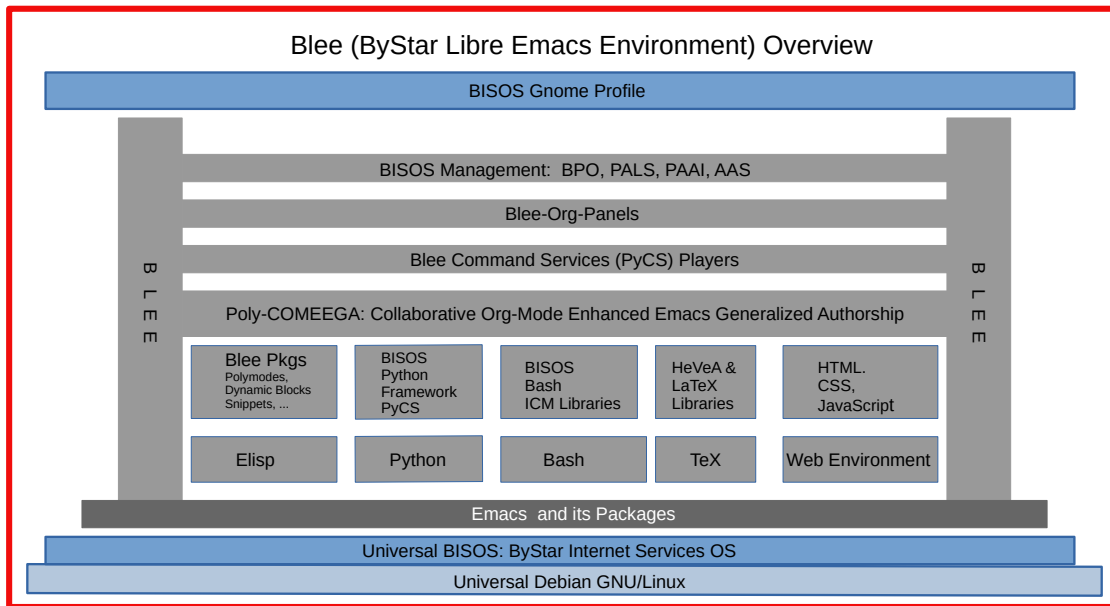 Blee (ByStar Libre Emacs Environment) Overview
BISOS Gnome Profile
BISOS Management:  BPO, PALS, PAAI, AAS
Blee-Org-Panels
Blee Command Services (PyCS) Players
B L E E
B L E E
Poly-COMEEGA: Collaborative Org-Mode Enhanced Emacs Generalized Authorship
Blee Pkgs
Polymodes,
Dynamic Blocks
Snippets, ...
BISOS
Python
Framework
PyCS
BISOS
Bash
ICM Libraries
HeVeA &
LaTeX
Libraries
HTML.
CSS,
JavaScript
Elisp
Python
Bash
TeX
Web Environment
Emacs  and its Packages
Universal BISOS: ByStar Internet Services OS
Universal Debian GNU/Linux